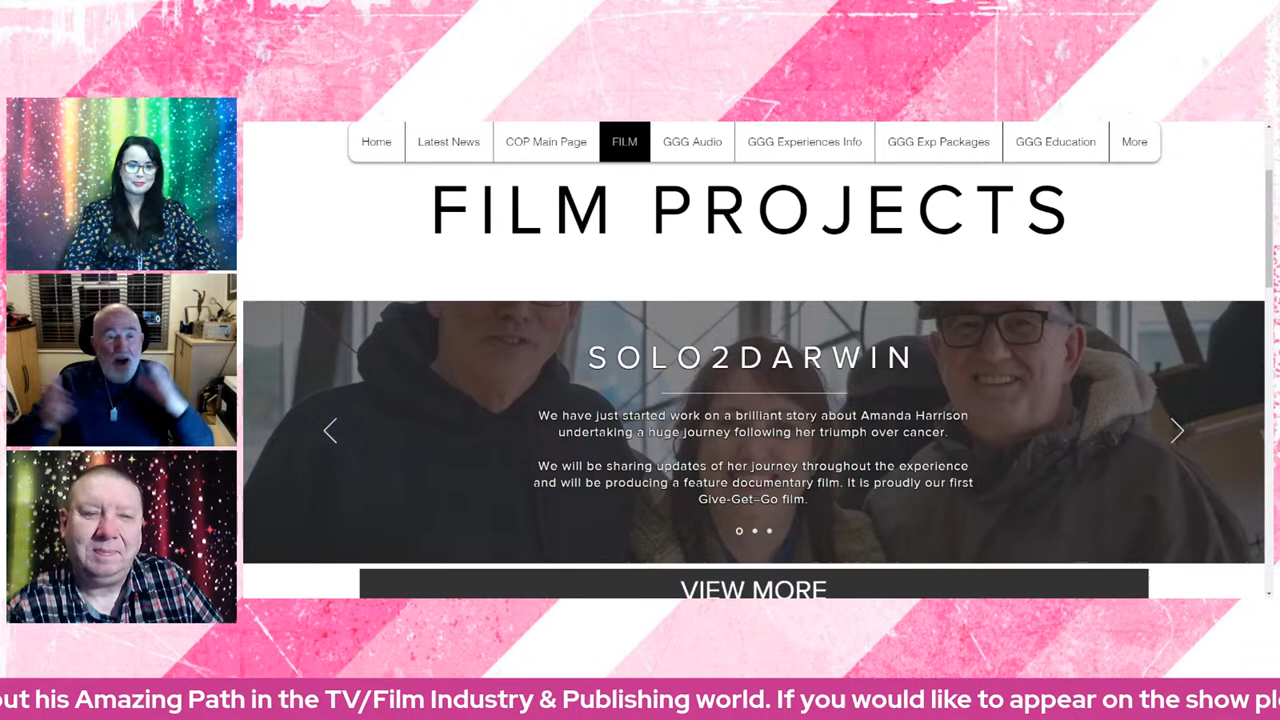 Home Latest News COP Main Page FILM GGG Audio GGG Experiences Info GGG Exp Packages GGG Education More
FILM PROJECTS
SOLO2DARWIN
We have just started work on a brilliant story about Amanda Harrison
undertaking a huge journey following her triumph over cancer.
We will be sharing updates of her journey throughout the experience
and will be producing a feature documentary film. It is proudly our first
Give-Get–Go film.
VIEW MORE
his Amazing Path in the TV/Film Industry & Publishing world. If you would like to appear on the show